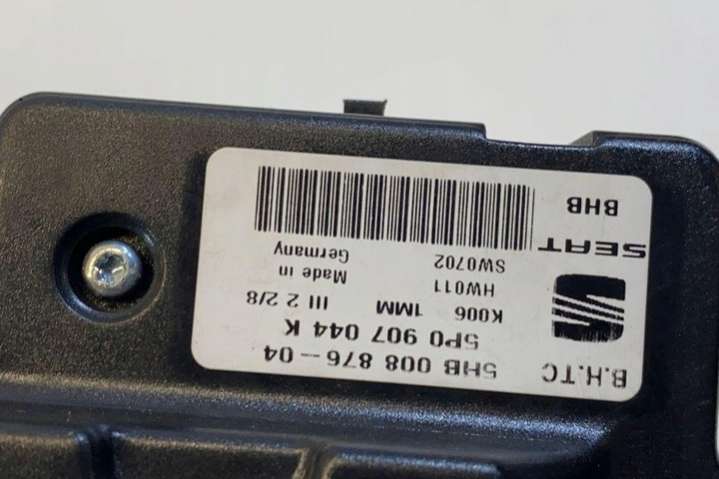 B.H.TC 5HB 008 876-04
5P0 907 044 K
K006 1MM III 2 2/8
HW011
SW0702
Made in
Germany
SEAT
BHB